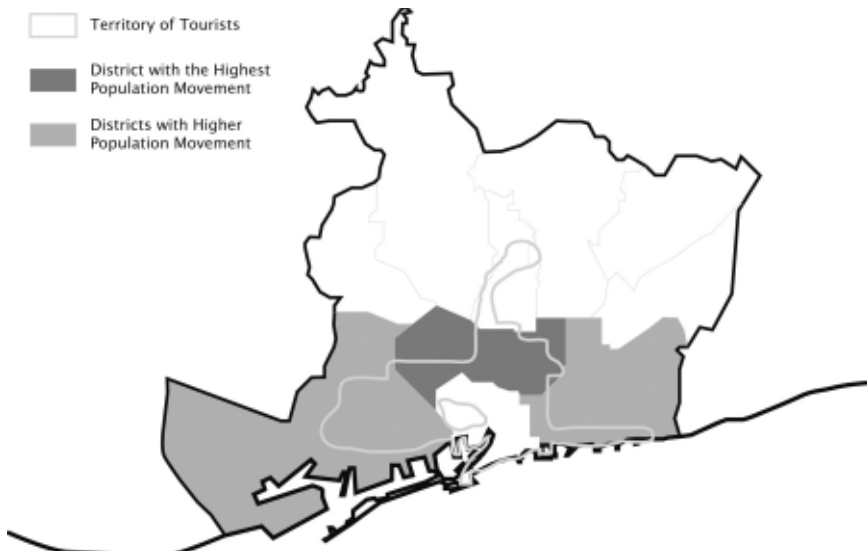 Territory of Tourists
District with the Highest
Population Movement
Districts with Higher
Population Movement